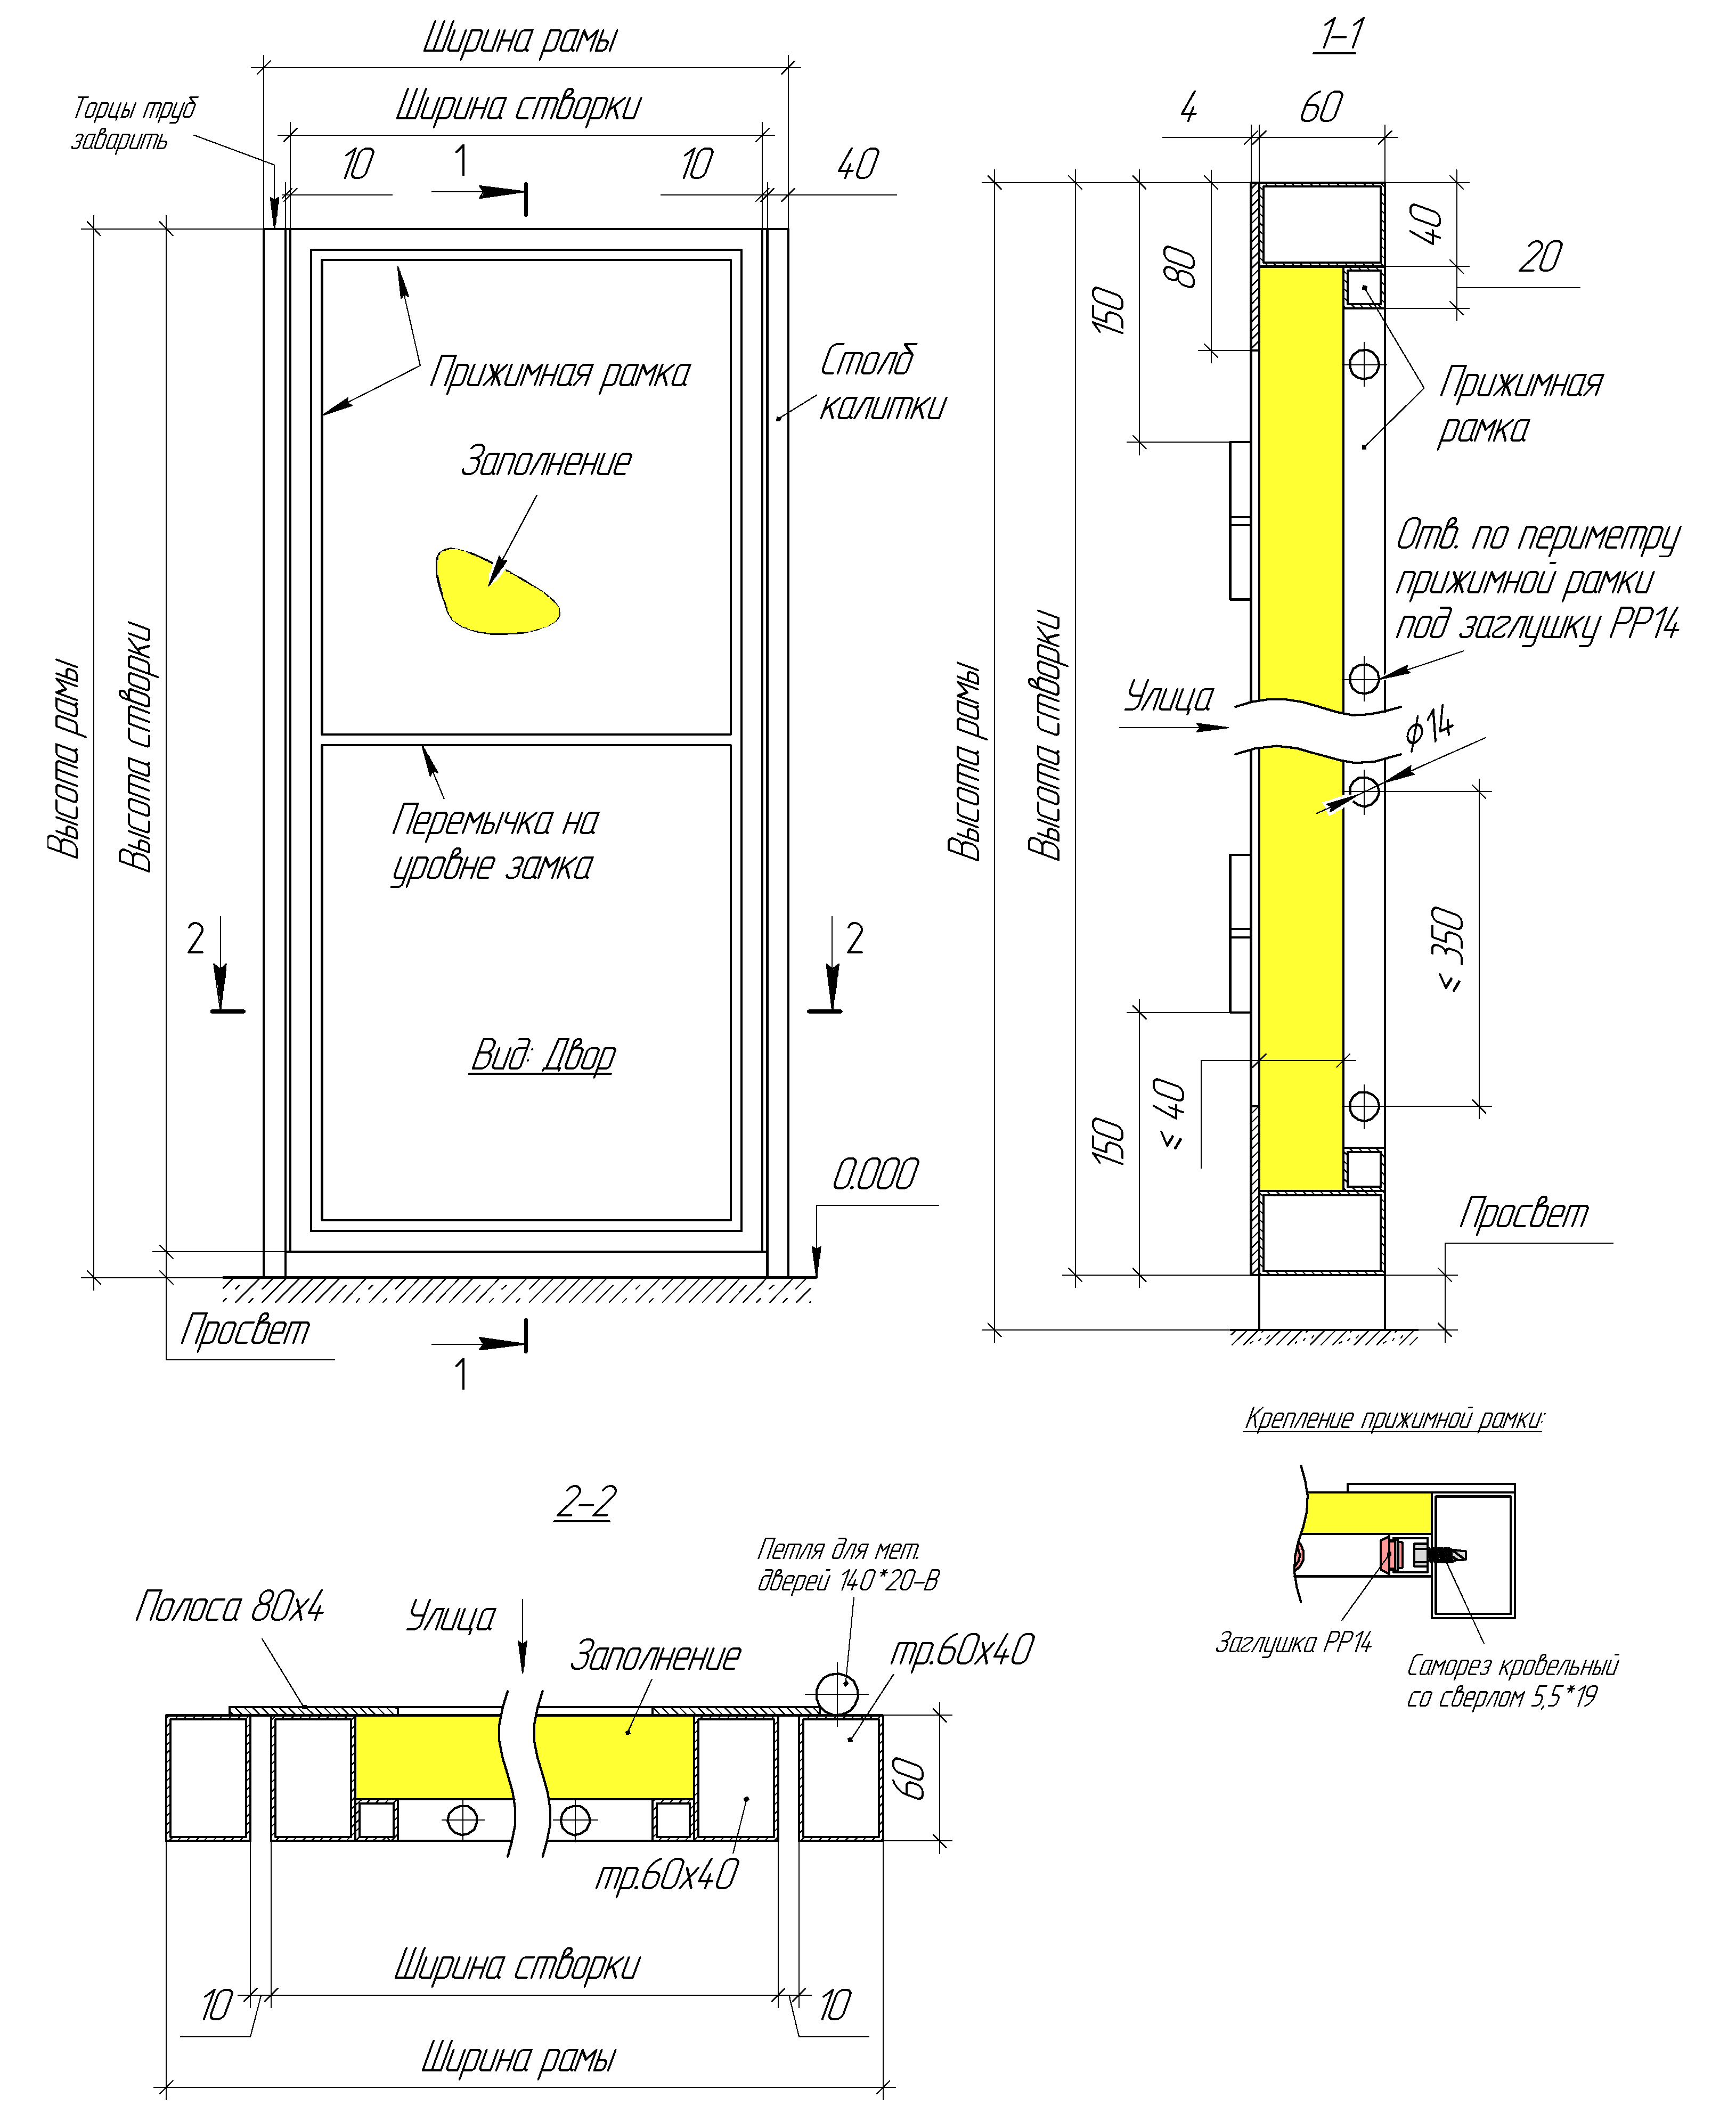 Ширина рамы
Ширина створки
Торцы труб
заварить
10
1
10
40
Прижимная рамка
Столб
калитки
Заполнение
Высота рамы
Высота створки
Перемычка на
уровне замка
2
2
Вид: Двор
0.000
Просвет
1
1-1
4
60
40
20
80
150
Прижимная
рамка
Отв. по периметру
прижимной рамки
под заглушку РР14
Улица
ϕ14
Высота рамы
Высота створки
≤ 350
≤ 40
150
Просвет
Крепление прижимной рамки:
Заглушка РР14
Саморез кровельный
со сверлом 5,5*19
2-2
Петля для мет.
дверей 140*20-В
Полоса 80х4
Улица
Заполнение
тр.60х40
60
тр.60х40
Ширина створки
10
10
Ширина рамы